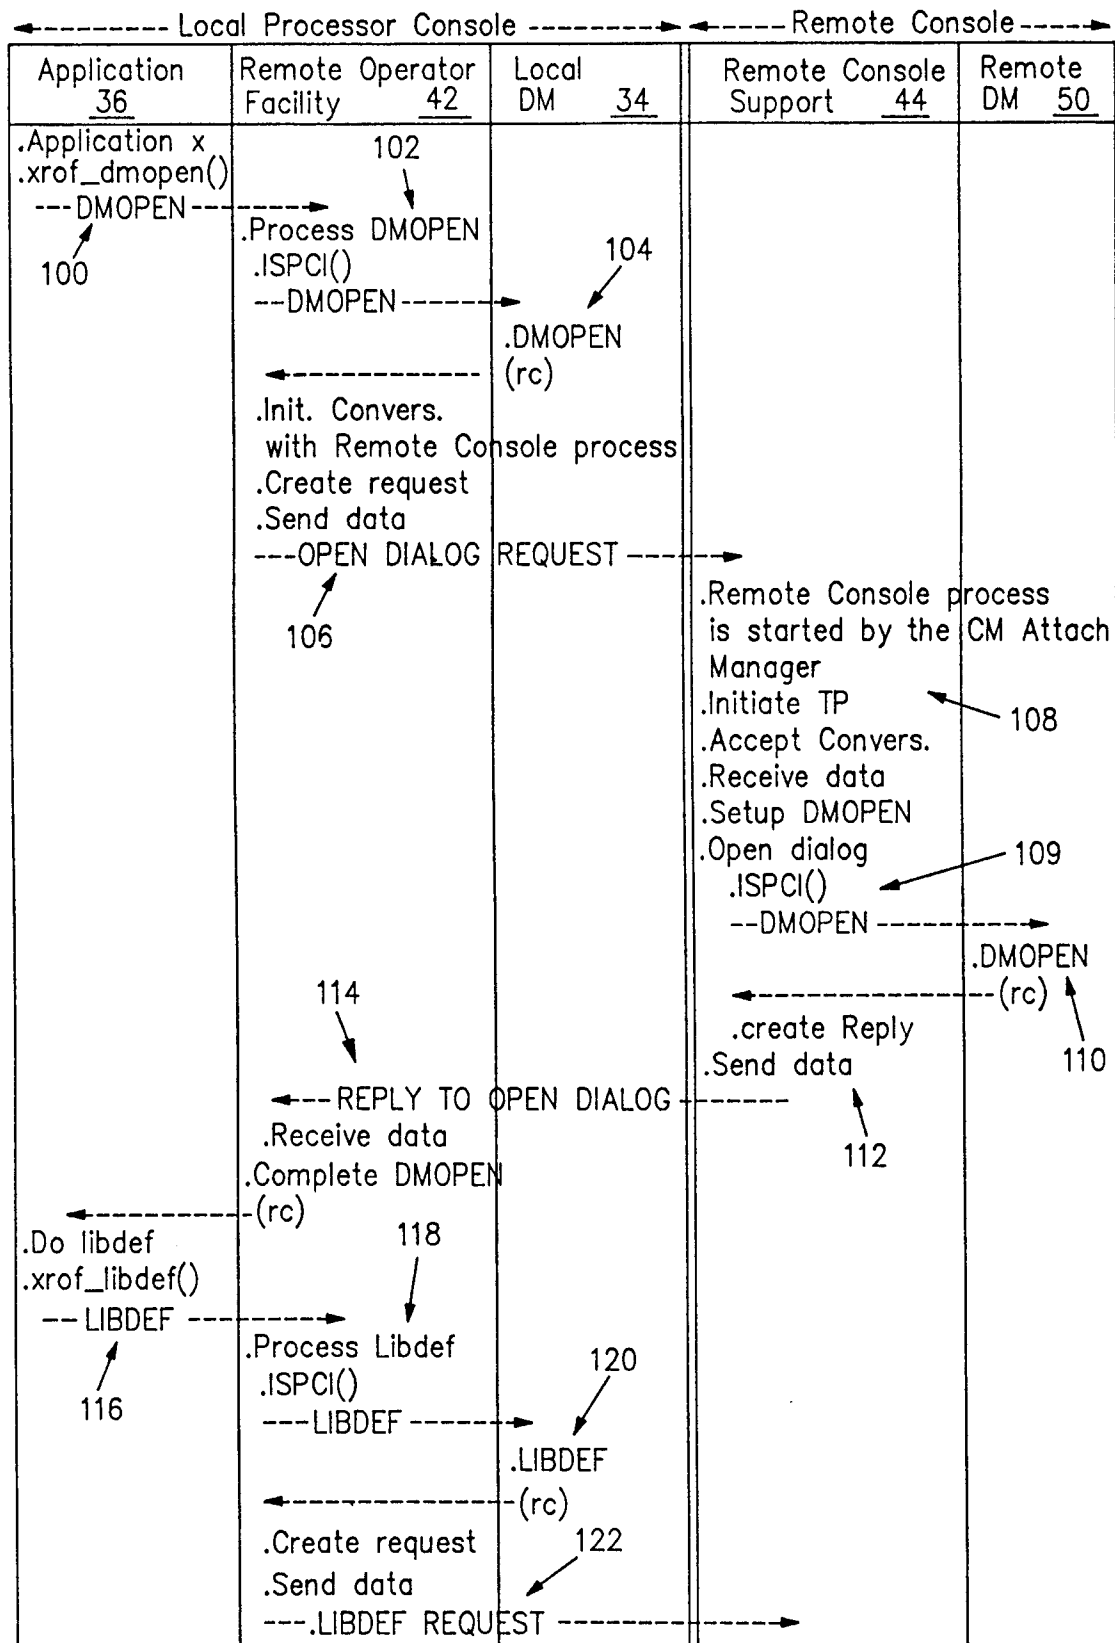 Local Processor Console
Remote Console
Application
36
Remote Operator
Facility 42
Local
DM 34
Remote Console
Support 44
Remote
DM 50
.Application x
.xrof_dmopen()
---DMOPEN
100
102
.Process DMOPEN
.ISPCI()
--DMOPEN
104
.DMOPEN
(rc)
.Init. Convers.
with Remote Console process
.Create request
.Send data
---OPEN DIALOG REQUEST
106
.Remote Console process
is started by the CM Attach
Manager
.Initiate TP
108
.Accept Convers.
.Receive data
.Setup DMOPEN
.Open dialog
109
.ISPCI()
--DMOPEN
.DMOPEN
(rc)
110
.create Reply
.Send data
112
114
REPLY TO OPEN DIALOG
.Receive data
.Complete DMOPEN
(rc)
.Do libdef
.xrof_libdef()
--LIBDEF
116
118
.Process Libdef
.ISPCI()
---LIBDEF
120
.LIBDEF
(rc)
.Create request
.Send data
122
---.LIBDEF REQUEST